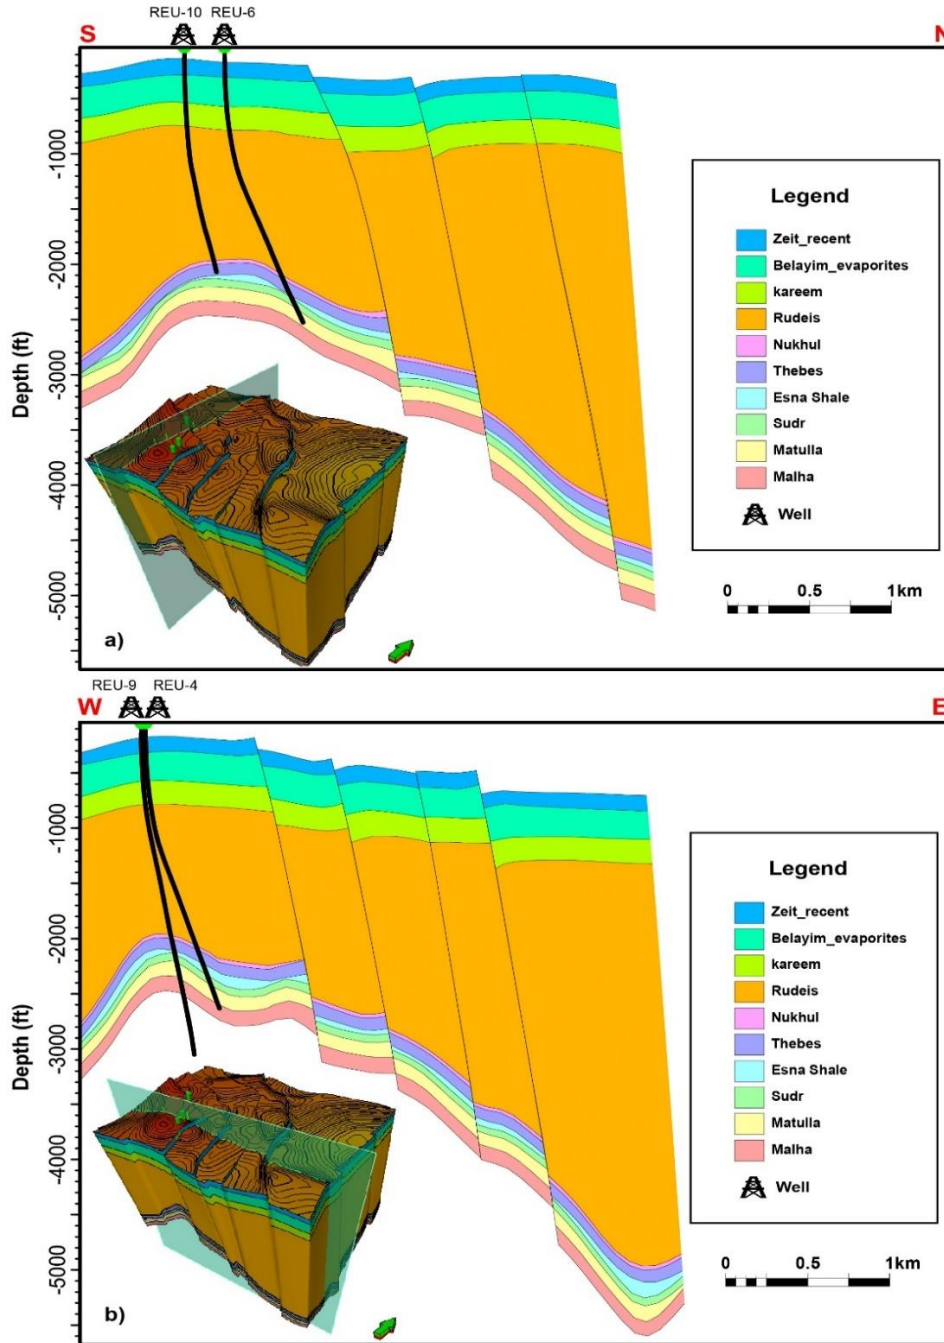 REU-10 REU-6
S N
Depth (ft)
-1000
-2000
-3000
-4000
-5000
Legend
Zeit_recent
Belayim_evaporites
kareem
Rudeis
Nukhul
Thebes
Esna Shale
Sudr
Matulla
Malha
Well
0 0.5 1km
a)
REU-9 REU-4
W E
Depth (ft)
-1000
-2000
-3000
-4000
-5000
Legend
Zeit_recent
Belayim_evaporites
kareem
Rudeis
Nukhul
Thebes
Esna Shale
Sudr
Matulla
Malha
Well
0 0.5 1km
b)